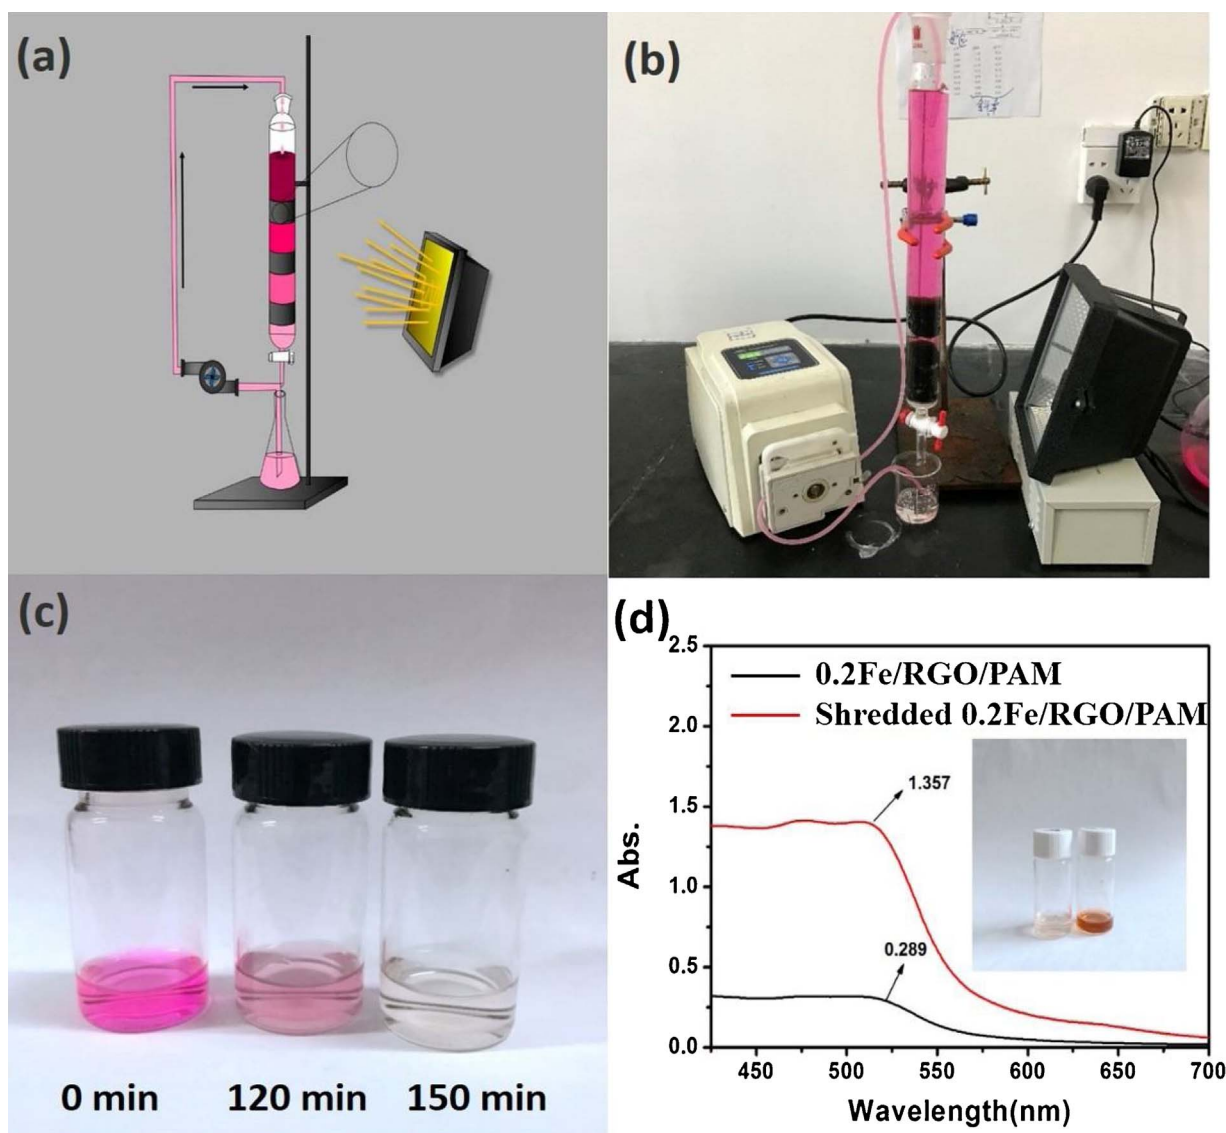 (a)
(b)
(c)
0 min 120 min 150 min
(d)
2.5
2.0
1.5
1.0
0.5
0.0
Abs.
0.2Fe/RGO/PAM
Shredded 0.2Fe/RGO/PAM
1.357
0.289
450 500 550 600 650 700
Wavelength(nm)